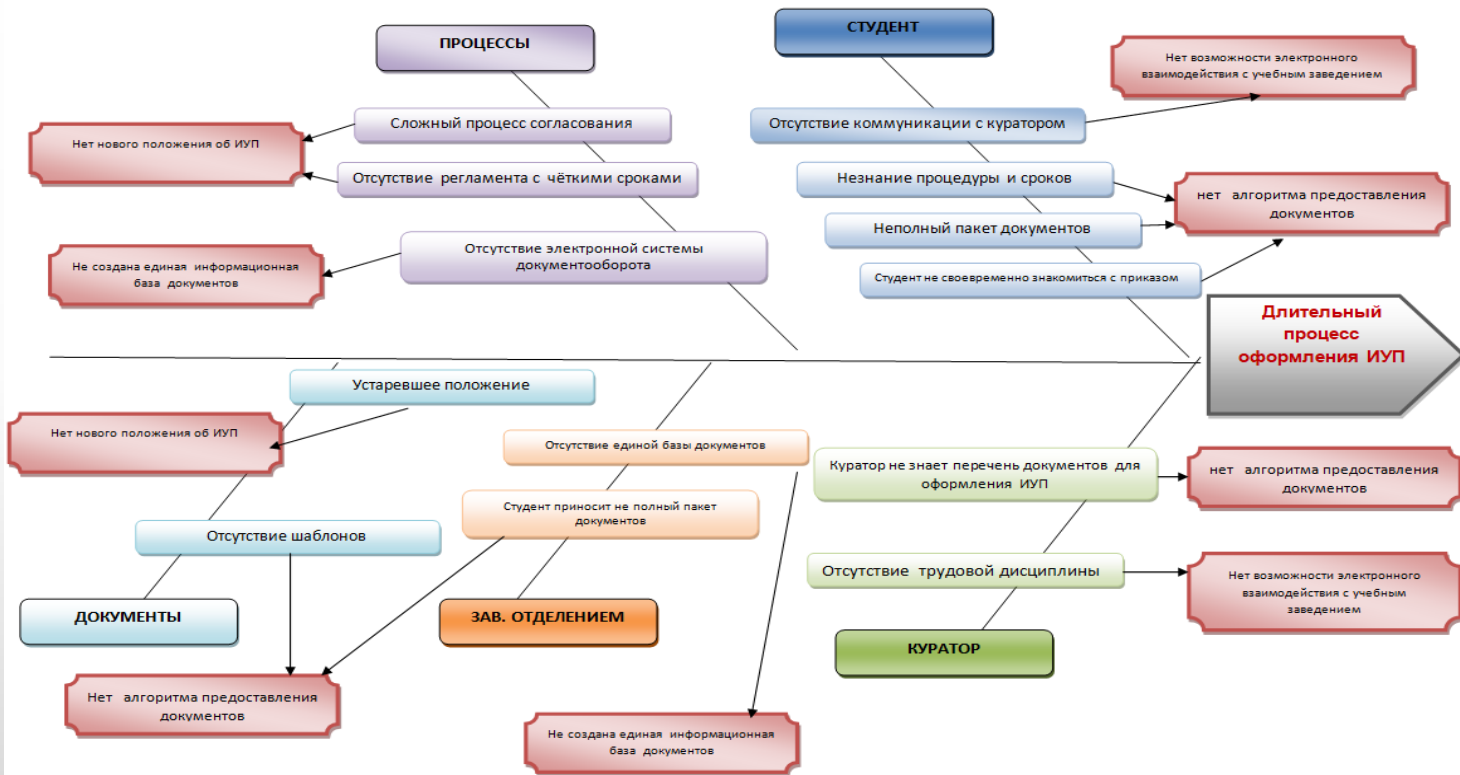 ПРОЦЕССЫ
СТУДЕНТ
Нет возможности электронного
взаимодействия с учебным заведением
Сложный процесс согласования
Отсутствие коммуникации с куратором
Нет нового положения об ИУП
Отсутствие регламента с чёткими сроками
Незнание процедуры и сроков
нет алгоритма предоставления
документов
Неполный пакет документов
Отсутствие электронной системы
документооборота
Не создана единая информационная
база документов
Студент не своевременно знакомиться с приказом
Длительный
процесс
оформления ИУП
Устаревшее положение
Нет нового положения об ИУП
Отсутствие единой базы документов
Куратор не знает перечень документов для
оформления ИУП
нет алгоритма предоставления
документов
Студент приносит не полный пакет
документов
Отсутствие шаблонов
Отсутствие трудовой дисциплины
Нет возможности электронного
взаимодействия с учебным
заведением
ДОКУМЕНТЫ
ЗАВ. ОТДЕЛЕНИЕМ
КУРАТОР
Нет алгоритма предоставления
документов
Не создана единая информационная
база документов